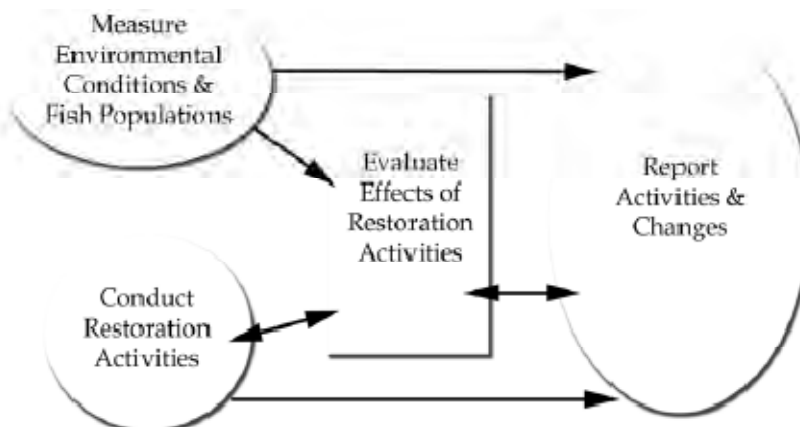 Measure
Environmental
Conditions &
Fish Populations
Evaluate
Effects of
Restoration
Activities
Report
Activities &
Changes
Conduct
Restoration
Activities